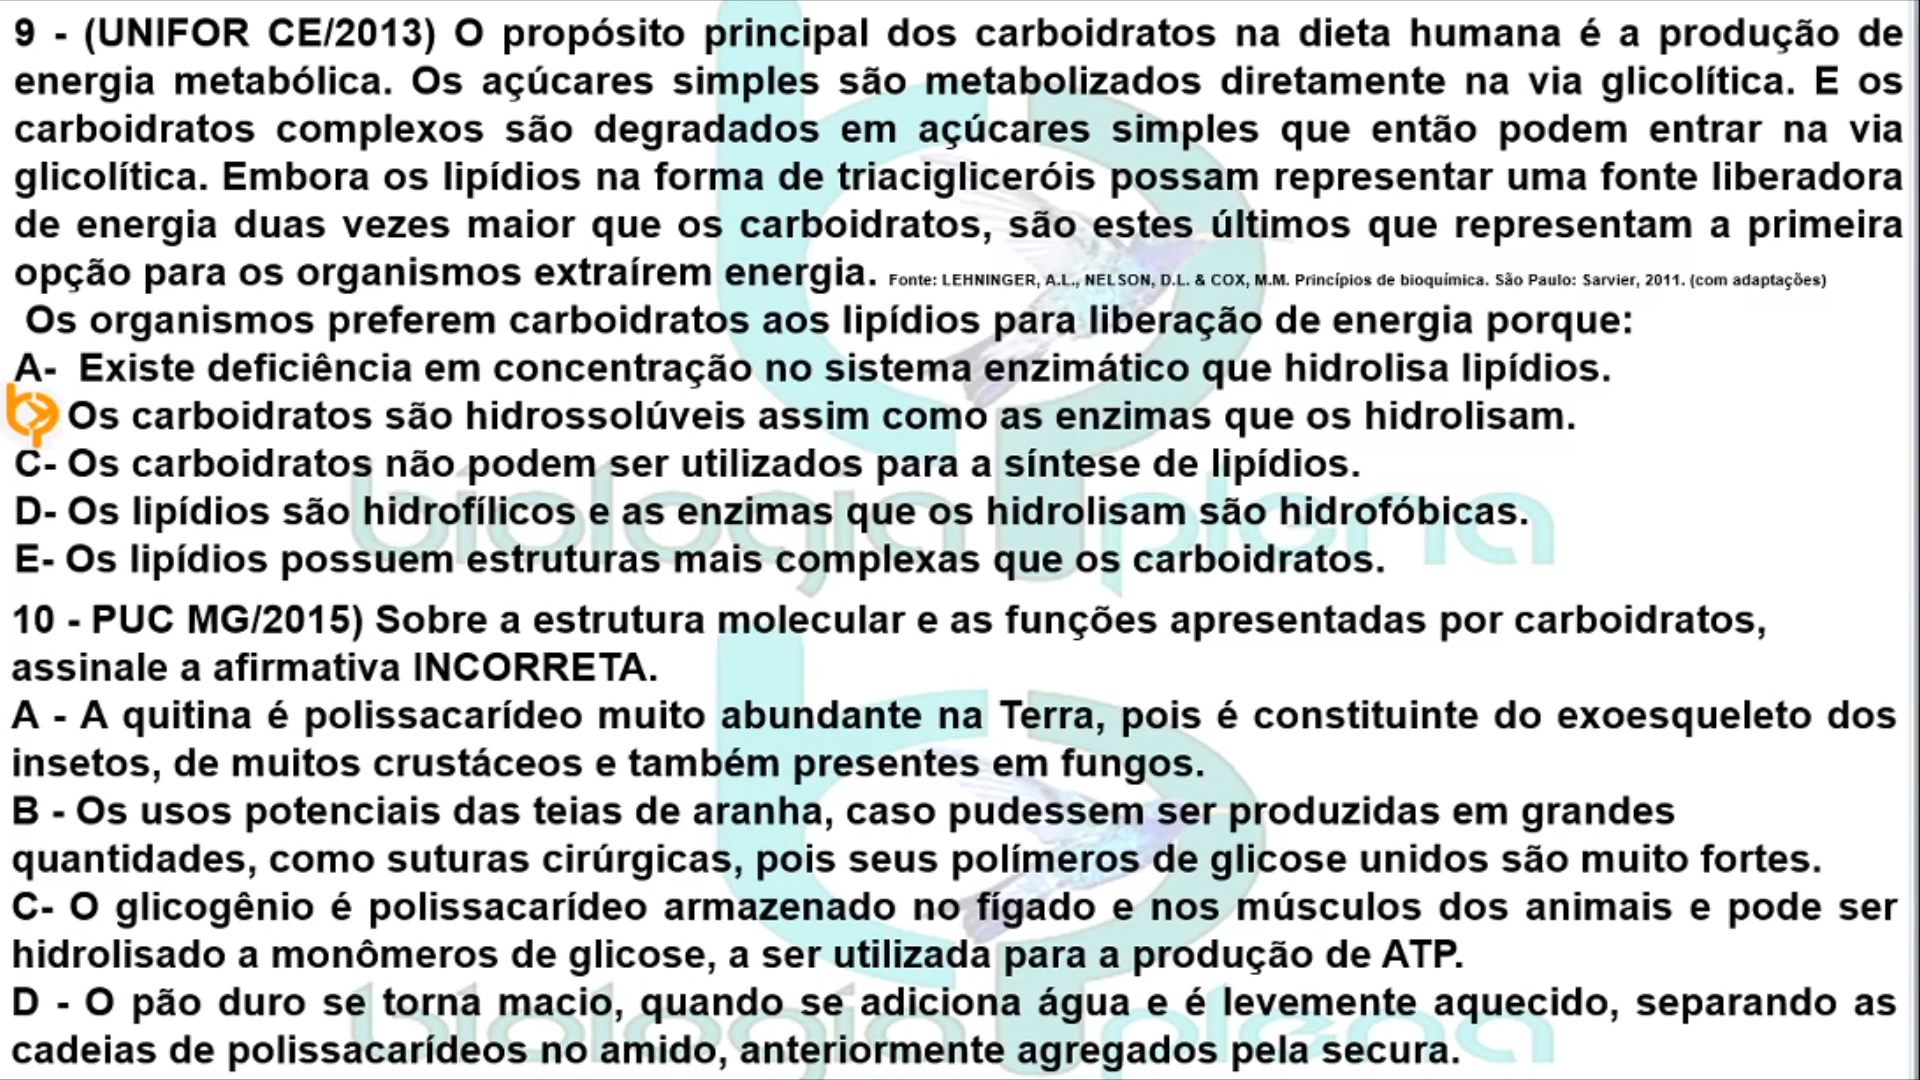 9 - (UNIFOR CE/2013) O propósito principal dos carboidratos na dieta humana é a produção de
energia metabólica. Os açúcares simples são metabolizados diretamente na via glicolítica. E os
carboidratos complexos são degradados em açúcares simples que então podem entrar na via
glicolítica. Embora os lipídios na forma de triacigliceróis possam representar uma fonte liberadora
de energia duas vezes maior que os carboidratos, são estes últimos que representam a primeira
opção para os organismos extraírem energia. Fonte: LEHNINGER, A.L., NELSON, D.L. & COX, M.M. Princípios de bioquímica. São Paulo: Sarvier, 2011. (com adaptações)
Os organismos preferem carboidratos aos lipídios para liberação de energia porque:
A- Existe deficiência em concentração no sistema enzimático que hidrolisa lipídios.
Os carboidratos são hidrossolúveis assim como as enzimas que os hidrolisam.
C- Os carboidratos não podem ser utilizados para a síntese de lipídios.
D- Os lipídios são hidrofílicos e as enzimas que os hidrolisam são hidrofóbicas.
E- Os lipídios possuem estruturas mais complexas que os carboidratos.
10 - PUC MG/2015) Sobre a estrutura molecular e as funções apresentadas por carboidratos,
assinale a afirmativa INCORRETA.
A - A quitina é polissacarídeo muito abundante na Terra, pois é constituinte do exoesqueleto dos
insetos, de muitos crustáceos e também presentes em fungos.
B - Os usos potenciais das teias de aranha, caso pudessem ser produzidas em grandes
quantidades, como suturas cirúrgicas, pois seus polímeros de glicose unidos são muito fortes.
C- O glicogênio é polissacarídeo armazenado no fígado e nos músculos dos animais e pode ser
hidrolisado a monômeros de glicose, a ser utilizada para a produção de ATP.
D - O pão duro se torna macio, quando se adiciona água e é levemente aquecido, separando as
cadeias de polissacarídeos no amido, anteriormente agregados pela secura.
biologia plena
biologia plena